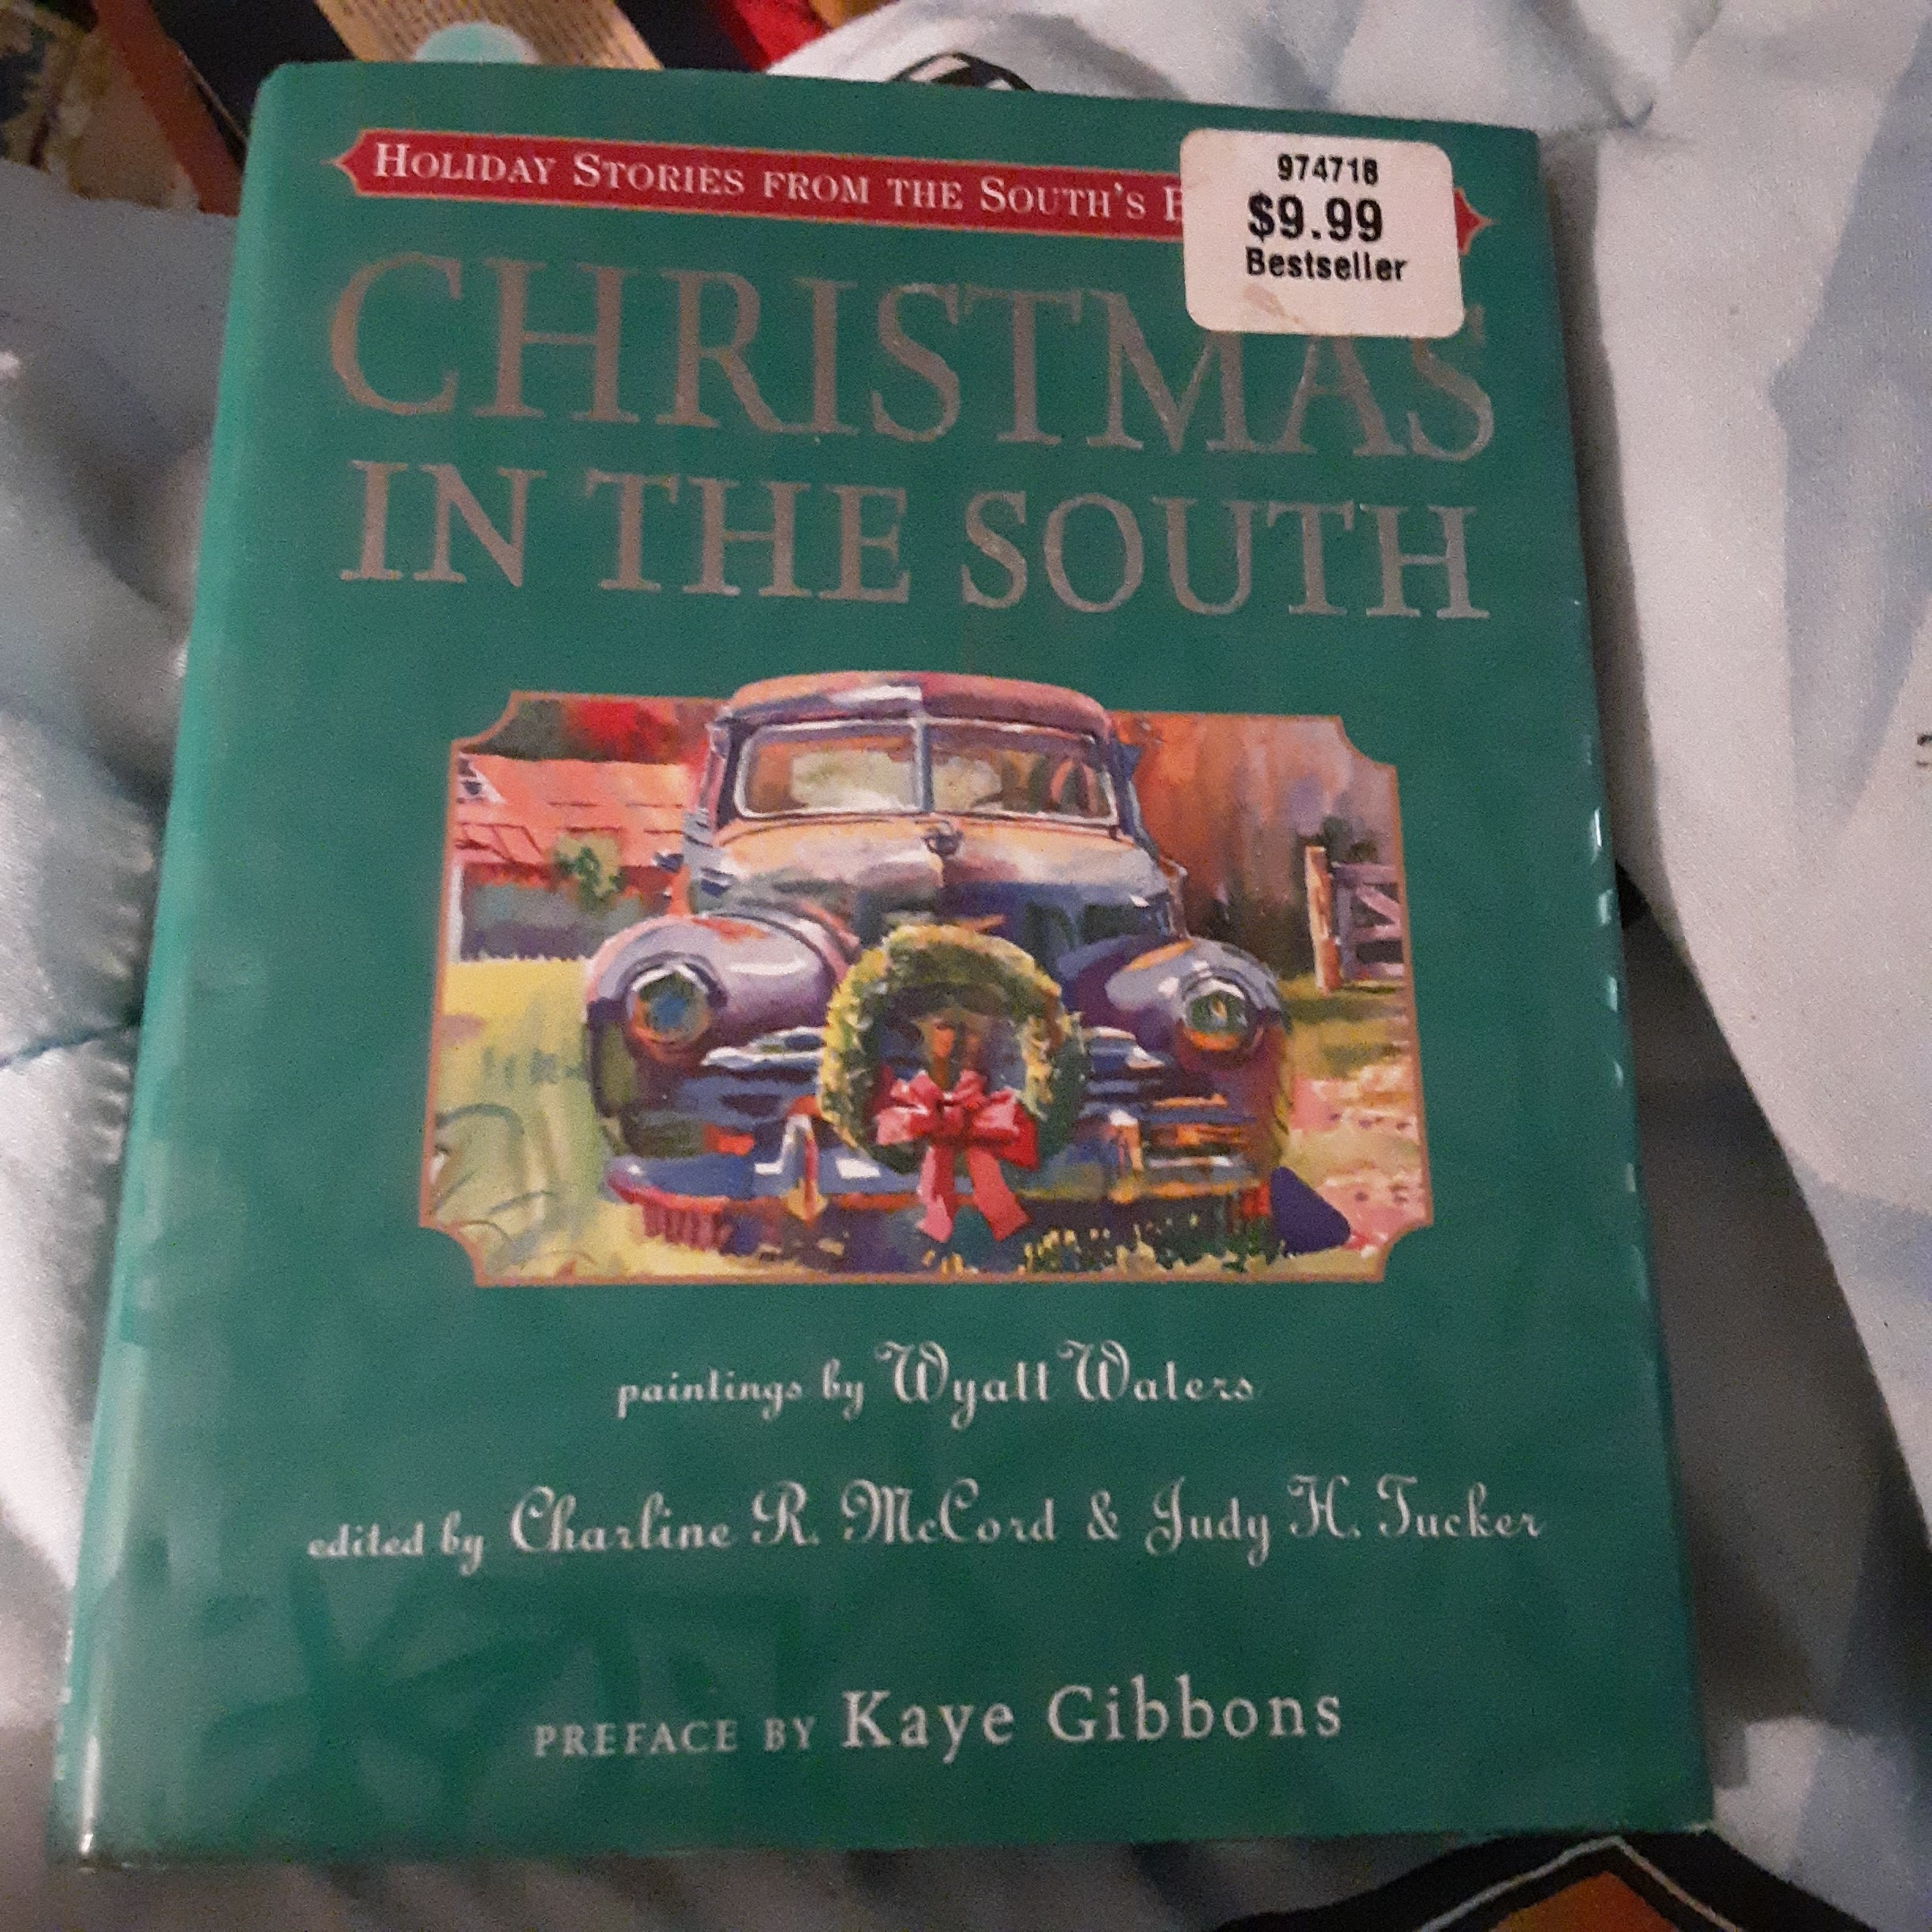 HOLIDAY STORIES FROM THE SOUTH'S
974718
$9.99
Bestseller
CHRISTMAS
IN THE SOUTH
paintings by Wyatt Waters
edited by Charline R. McCord & Judy H. Tucker
PREFACE BY Kaye Gibbons